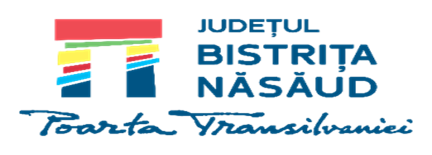 JUDEȚUL
BISTRIȚA
NĂSĂUD
Poarta Transilvaniei